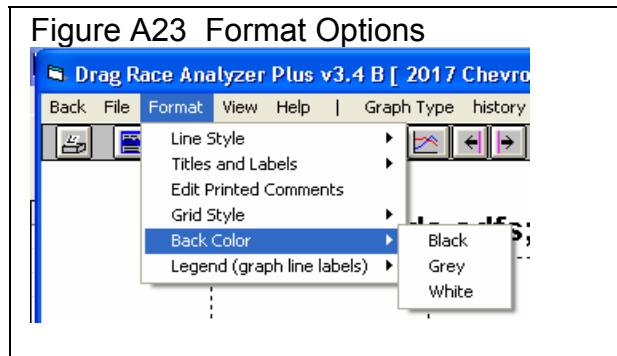 Figure A23  Format Options
Drag Race Analyzer Plus v3.4 B [ 2017 Chevro
Back File Format View Help | Graph Type history
Line Style
Titles and Labels
Edit Printed Comments
Grid Style
Back Color
Legend (graph line labels)
Black
Grey
White